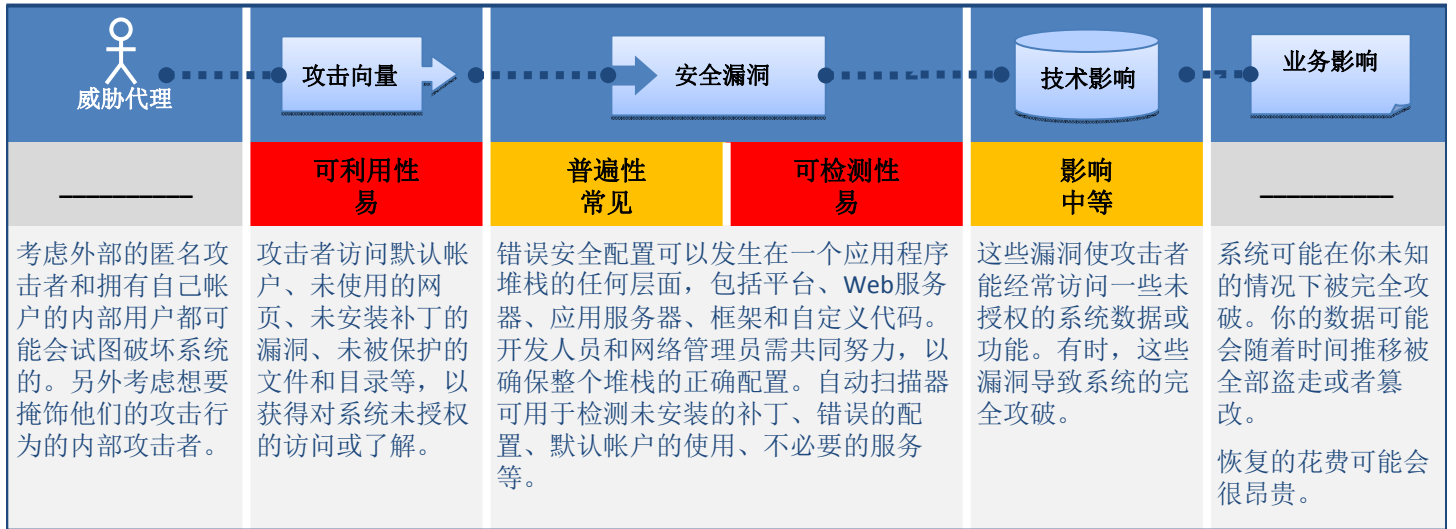 威胁代理
攻击向量
安全漏洞
技术影响
业务影响
__________
可利用性
易
普遍性
常见
可检测性
易
影响
中等
__________
考虑外部的匿名攻
击者和拥有自己帐
户的内部用户都可
能会试图破坏系统
的。另外考虑想要
掩饰他们的攻击行
为的内部攻击者。
攻击者访问默认帐
户、未使用的网
页、未安装补丁的
漏洞、未被保护的
文件和目录等，以
获得对系统未授权
的访问或了解。
错误安全配置可以发生在一个应用程序
堆栈的任何层面，包括平台、Web服务
器、应用服务器、框架和自定义代码。
开发人员和网络管理员需共同努力，以
确保整个堆栈的正确配置。自动扫描器
可用于检测未安装的补丁、错误的配
置、默认帐户的使用、不必要的服务
等。
这些漏洞使攻击者
能经常访问一些未
授权的系统数据或
功能。有时，这些
漏洞导致系统的完
全攻破。
系统可能在你未知
的情况下被完全攻
破。你的数据可能
会随着时间推移被
全部盗走或者篡
改。
恢复的花费可能会
很昂贵。